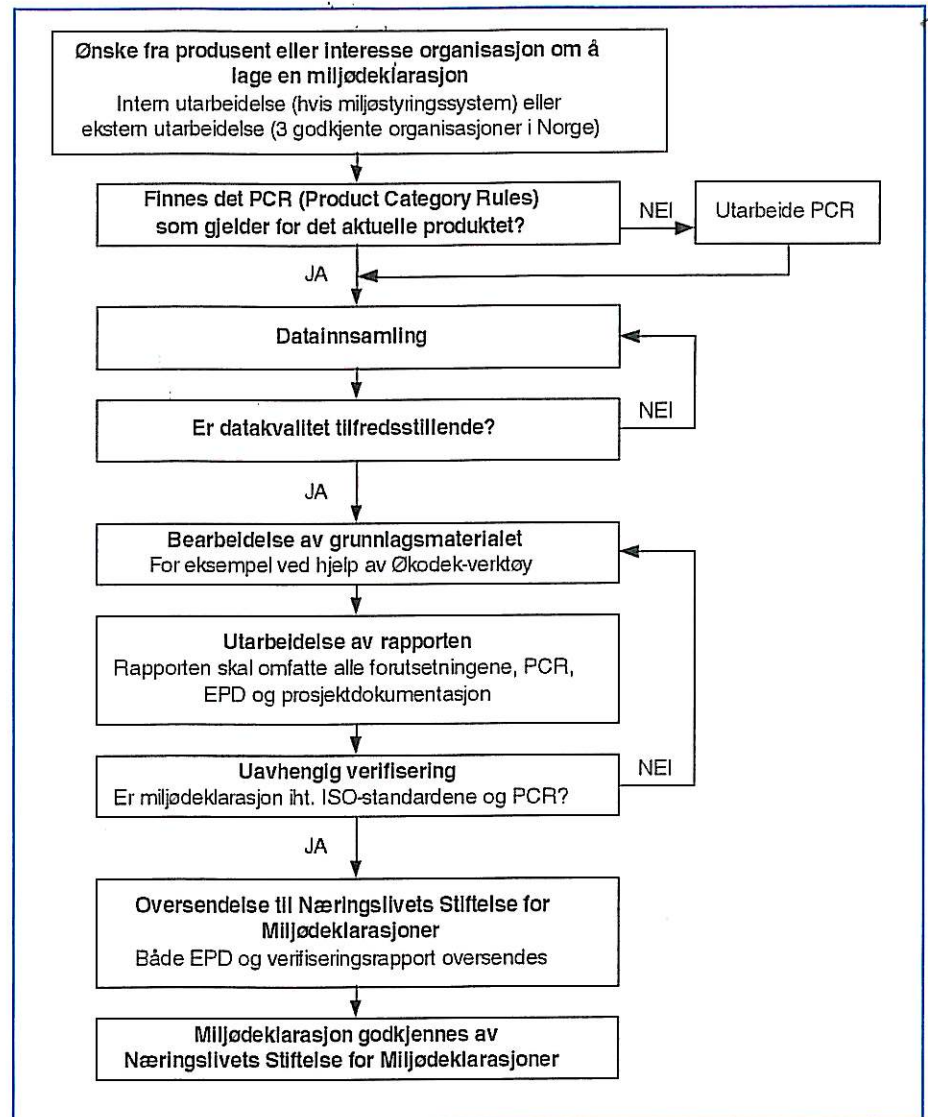 Ønske fra produsent eller interesse organisasjon om å
lage en miljødeklarasjon
Intern utarbeidelse (hvis miljøstyringssystem) eller
ekstern utarbeidelse (3 godkjente organisasjoner i Norge)
Finnes det PCR (Product Category Rules)
som gjelder for det aktuelle produktet?
NEI
Utarbeide PCR
JA
Datainnsamling
Er datakvalitet tilfredsstillende?
NEI
JA
Bearbeidelse av grunnlagsmaterialet
For eksempel ved hjelp av Økodek-verktøy
Utarbeidelse av rapporten
Rapporten skal omfatte alle forutsetningene, PCR,
EPD og prosjektdokumentasjon
Uavhengig verifisering
Er miljødeklarasjon iht. ISO-standardene og PCR?
NEI
JA
Oversendelse til Næringslivets Stiftelse for
Miljødeklarasjoner
Både EPD og verifiseringsrapport oversendes
Miljødeklarasjon godkjennes av
Næringslivets Stiftelse for Miljødeklarasjoner